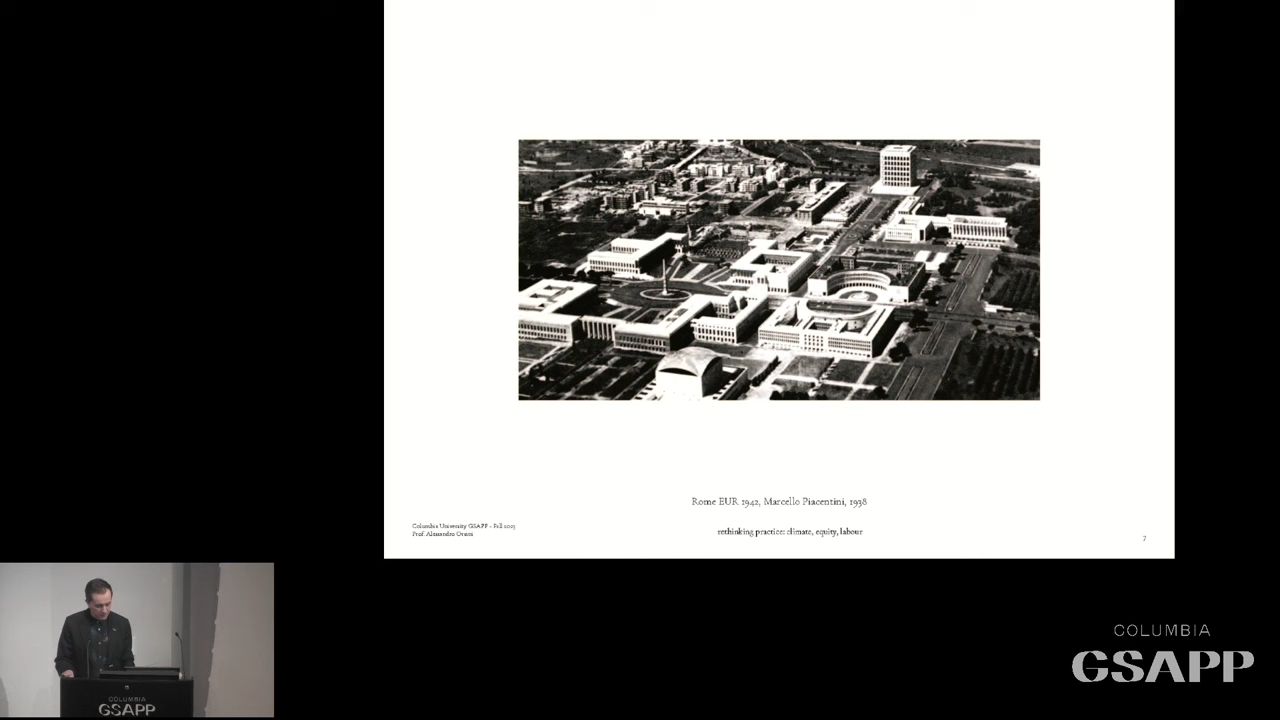 Rome EUR 1942, Marcello Piacentini, 1938
Columbia University GSAPP - Fall 2023
Prof. Alessandro Orsini
rethinking practice: climate, equity, labour
7
COLUMBIA
GSAPP
COLUMBIA
GSAPP